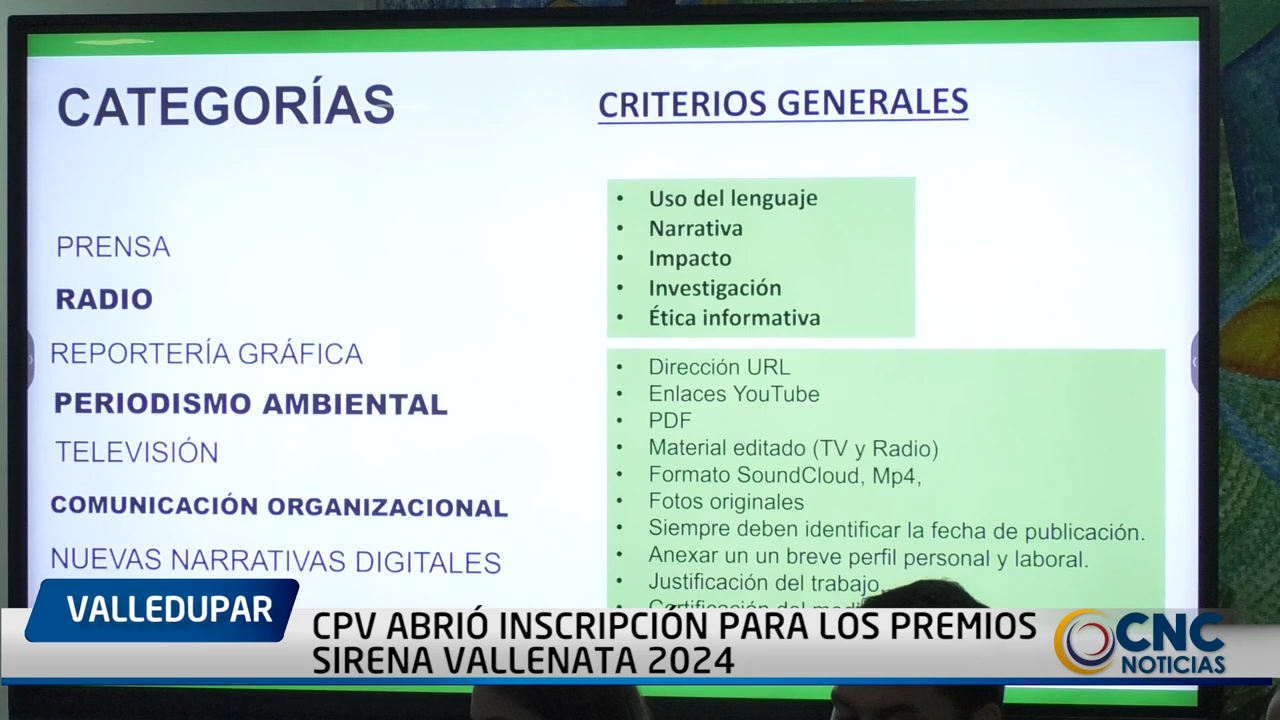 CATEGORÍAS
PRENSA
RADIO
REPORTERÍA GRÁFICA
PERIODISMO AMBIENTAL
TELEVISIÓN
COMUNICACIÓN ORGANIZACIONAL
NUEVAS NARRATIVAS DIGITALES
CRITERIOS GENERALES
• Uso del lenguaje
• Narrativa
• Impacto
• Investigación
• Ética informativa
• Dirección URL
• Enlaces YouTube
• PDF
• Material editado (TV y Radio)
• Formato SoundCloud, Mp4,
• Fotos originales
• Siempre deben identificar la fecha de publicación.
• Anexar un un breve perfil personal y laboral.
• Justificación del trabajo
• Certificación del
VALLEDUPAR
CPV ABRIÓ INSCRIPCIÓN PARA LOS PREMIOS
SIRENA VALLENATA 2024
CNC
NOTICIAS